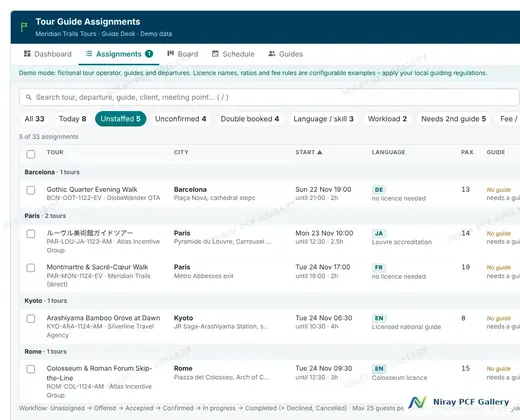 Tour Guide Assignments
Meridian Trails Tours · Guide Desk · Demo data
Dashboard Assignments 1 Board Schedule Guides
Demo mode: fictional tour operator, guides and departures. Licence names, ratios and fee rules are configurable examples – apply your local guiding regulations.
Search tour, departure, guide, client, meeting point... ( / )
All 33 Today 8 Unstaffed 5 Unconfirmed 4 Double booked 4 Language / skill 3 Workload 2 Needs 2nd guide 5 Fee /
5 of 33 assignments
TOUR CITY START ▲ LANGUAGE PAX GUIDE
Barcelona · 1 tours
Gothic Quarter Evening Walk Barcelona Sun 22 Nov 19:00 DE 13 No guide
BCN-GOT-1122-EV · GlobeWander OTA Plaça Nova, cathedral steps until 21:00 · 2h no licence needed needs a gui
Paris · 2 tours
ルーヴル美術館ガイドツアー Paris Mon 23 Nov 10:00 JA 14 No guide
PAR-LOU-JA-1123-AM · Atlas Incentive Pyramide du Louvre, Carrousel ... until 12:30 · 2.5h Louvre accreditation needs a gui
Group
Montmartre & Sacré-Cœur Walk Paris Tue 24 Nov 17:00 FR 19 No guide
PAR-MON-1124-EV · Meridian Trails Métro Abbesses exit until 19:00 · 2h no licence needed needs a gui
(direct)
Kyoto · 1 tours
Arashiyama Bamboo Grove at Dawn Kyoto Tue 24 Nov 06:30 EN 8 No guide
KYO-ARA-1124-AM · Silverline Travel JR Saga-Arashiyama Station, s... until 10:30 · 4h Licensed national guide needs a gui
Agency
Rome · 1 tours
Colosseum & Roman Forum Skip- Rome Tue 24 Nov 09:30 EN 15 No guide
the-Line Piazza del Colosseo, Arch of C... until 12:30 · 3h Colosseum licence needs a gui
ROM-COL-1124-AM · Atlas Incentive
Group
Workflow: Unassigned → Offered → Accepted → Confirmed → In progress → Completed (+ Declined, Cancelled) · Max 25 guests pe
Niray PCF Gallery